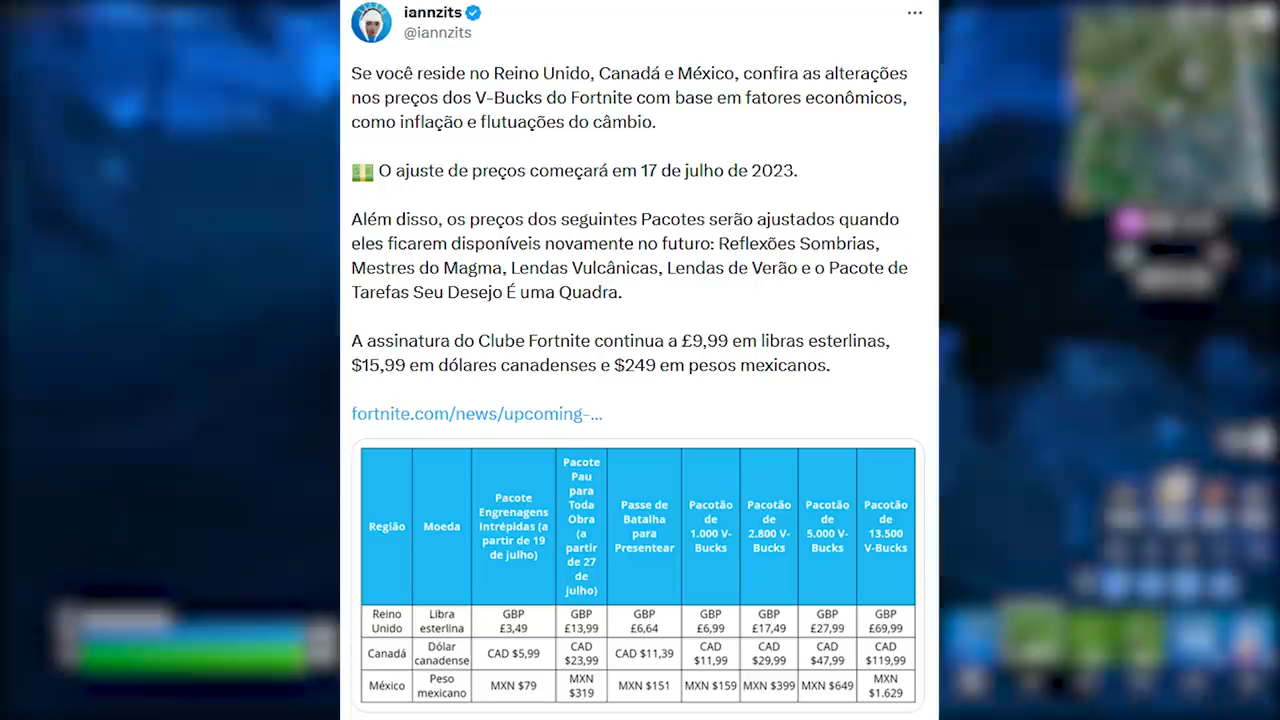 iannzits
@iannzits
Se você reside no Reino Unido, Canadá e México, confira as alterações
nos preços dos V-Bucks do Fortnite com base em fatores econômicos,
como inflação e flutuações do câmbio.
💵 O ajuste de preços começará em 17 de julho de 2023.
Além disso, os preços dos seguintes Pacotes serão ajustados quando
eles ficarem disponíveis novamente no futuro: Reflexões Sombrias,
Mestres do Magma, Lendas Vulcânicas, Lendas de Verão e o Pacote de
Tarefas Seu Desejo É uma Quadra.
A assinatura do Clube Fortnite continua a £9,99 em libras esterlinas,
$15,99 em dólares canadenses e $249 em pesos mexicanos.
fortnite.com/news/upcoming-...
Região
Moeda
Pacote
Engrenagens
Intrépidas (a
partir de 19
de julho)
Pacote
Pau
para
Toda
Obra
(a
partir
de 27
de
julho)
Passe de
Batalha
para
Presentear
Pacotão
de
1.000 V-
Bucks
Pacotão
de
2.800 V-
Bucks
Pacotão
de
5.000 V-
Bucks
Pacotão
de
13.500
V-Bucks
Reino
Unido
Libra
esterlina
GBP
£3,49
GBP
£13,99
GBP
£6,64
GBP
£6,99
GBP
£17,49
GBP
£27,99
GBP
£69,99
Canadá
Dólar
canadense
CAD $5,99
CAD
$23,99
CAD $11,39
CAD
$11,99
CAD
$29,99
CAD
$47,99
CAD
$119,99
México
Peso
mexicano
MXN $79
MXN
$319
MXN $151
MXN $159
MXN $399
MXN $649
MXN
$1.629